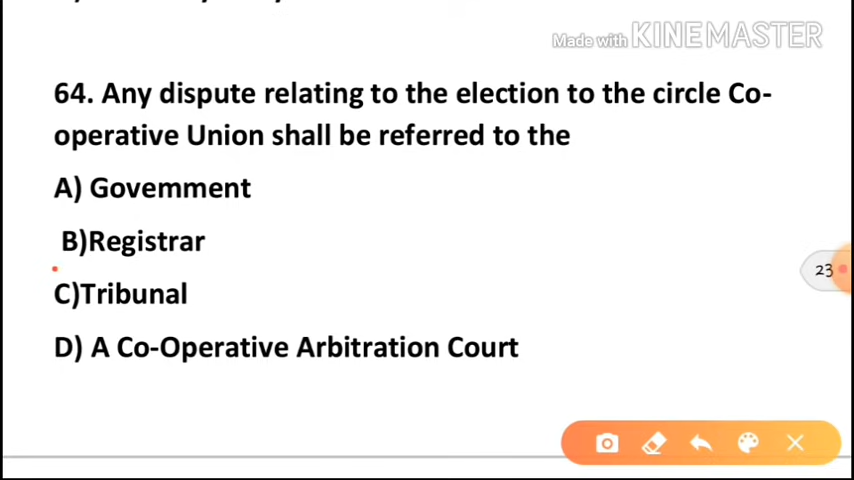 Made with KINEMASTER
64. Any dispute relating to the election to the circle Co-
operative Union shall be referred to the
A) Govemment
B)Registrar
C)Tribunal
D) A Co-Operative Arbitration Court
23